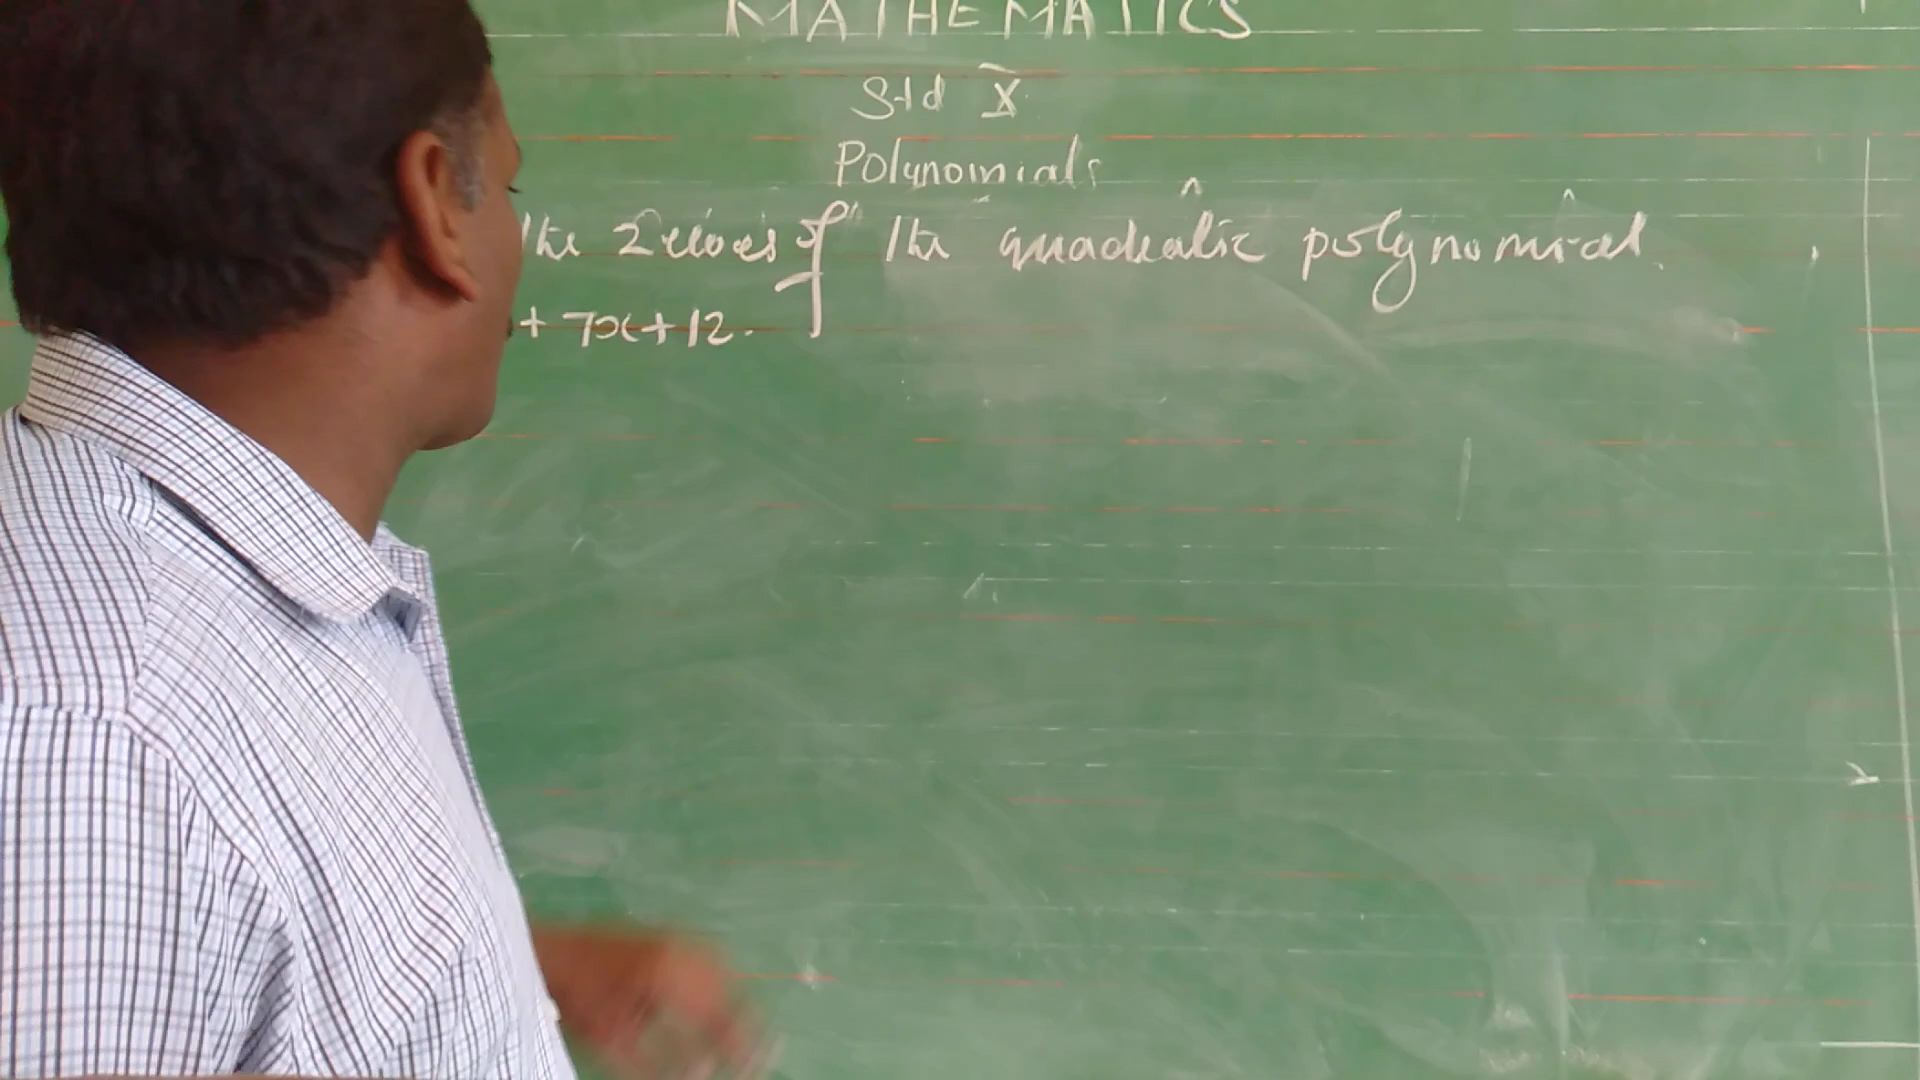 MATHEMATICS
Std X
Polynomials
the Zeroes of the quadratic polynomial
+ 7x + 12.